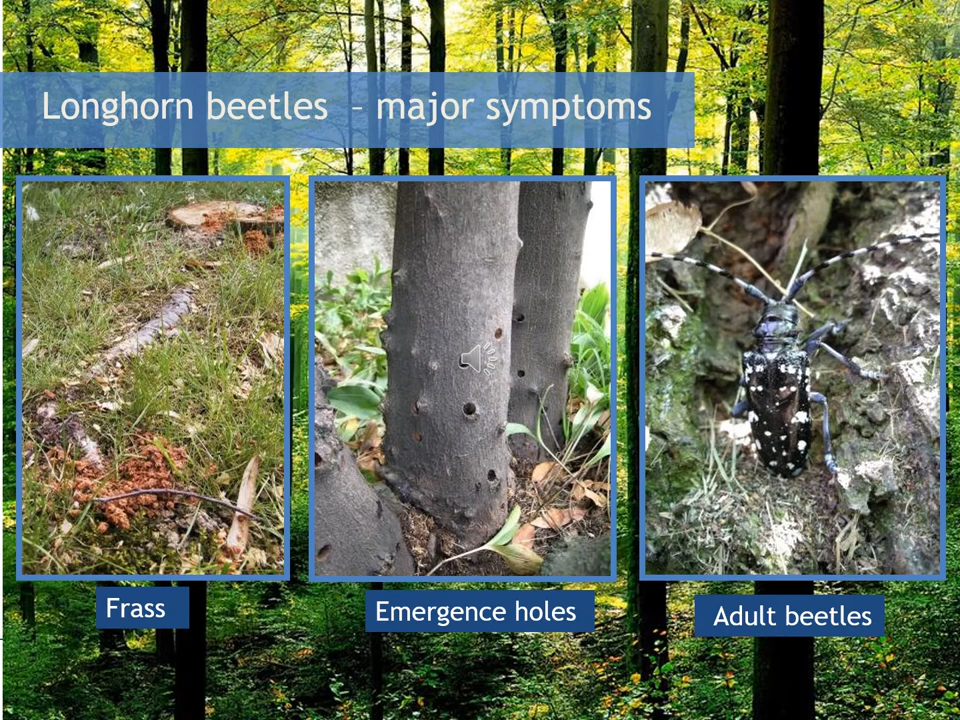 Longhorn beetles – major symptoms
Frass
Emergence holes
Adult beetles